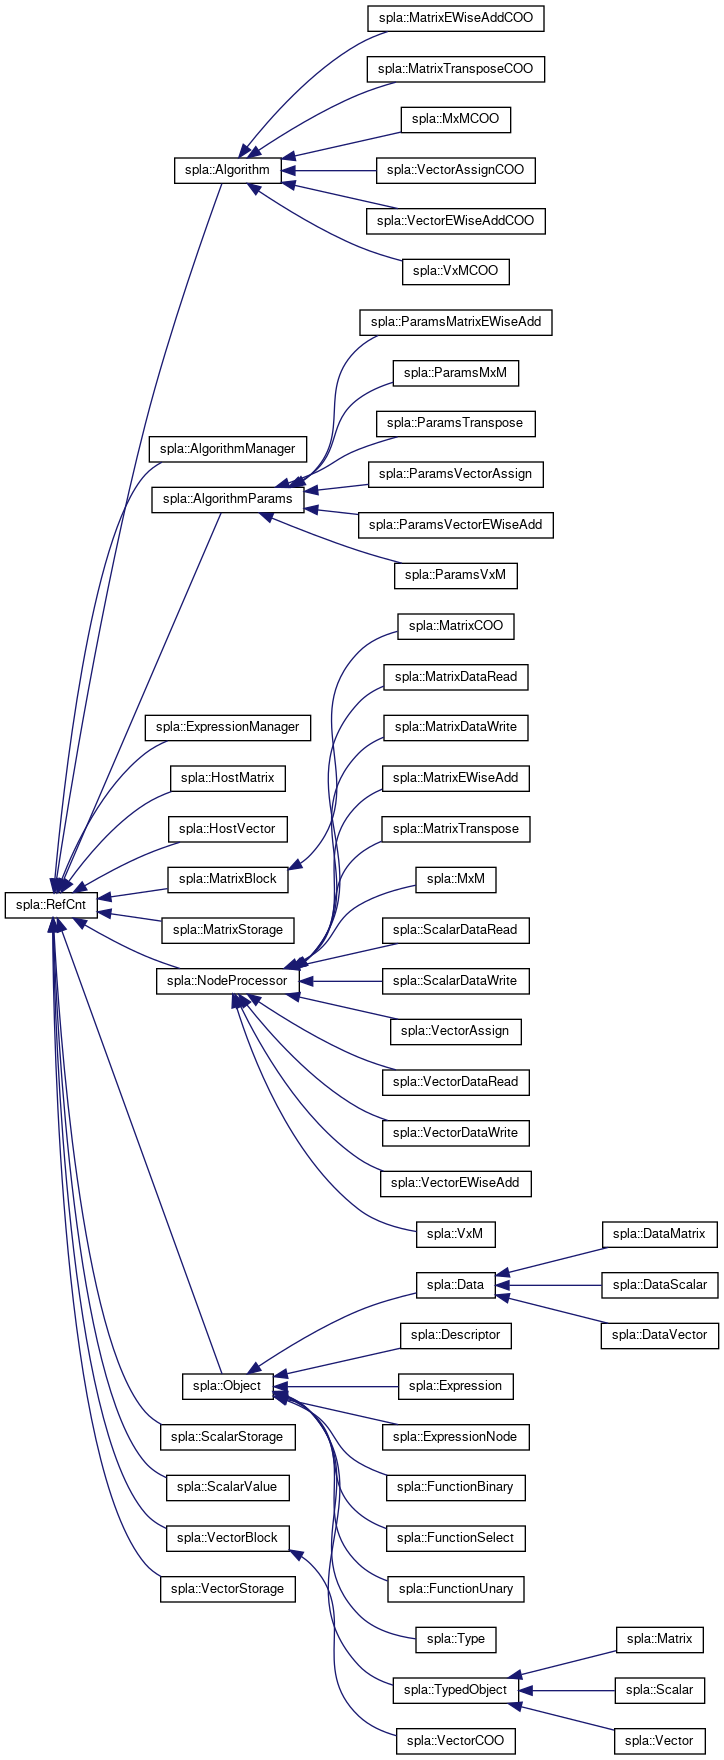 spla::MatrixEWiseAddCOO
spla::MatrixTransposeCOO
spla::MxMCOO
spla::Algorithm
spla::VectorAssignCOO
spla::VectorEWiseAddCOO
spla::VxMCOO
spla::ParamsMatrixEWiseAdd
spla::ParamsMxM
spla::ParamsTranspose
spla::AlgorithmManager
spla::ParamsVectorAssign
spla::AlgorithmParams
spla::ParamsVectorEWiseAdd
spla::ParamsVxM
spla::MatrixCOO
spla::MatrixDataRead
spla::ExpressionManager
spla::MatrixDataWrite
spla::HostMatrix
spla::MatrixEWiseAdd
spla::HostVector
spla::MatrixTranspose
spla::MatrixBlock
spla::MxM
spla::RefCnt
spla::MatrixStorage
spla::ScalarDataRead
spla::NodeProcessor
spla::ScalarDataWrite
spla::VectorAssign
spla::VectorDataRead
spla::VectorDataWrite
spla::VectorEWiseAdd
spla::VxM
spla::DataMatrix
spla::Data
spla::DataScalar
spla::Descriptor
spla::DataVector
spla::Object
spla::Expression
spla::ScalarStorage
spla::ExpressionNode
spla::ScalarValue
spla::FunctionBinary
spla::VectorBlock
spla::FunctionSelect
spla::VectorStorage
spla::FunctionUnary
spla::Type
spla::Matrix
spla::TypedObject
spla::Scalar
spla::VectorCOO
spla::Vector